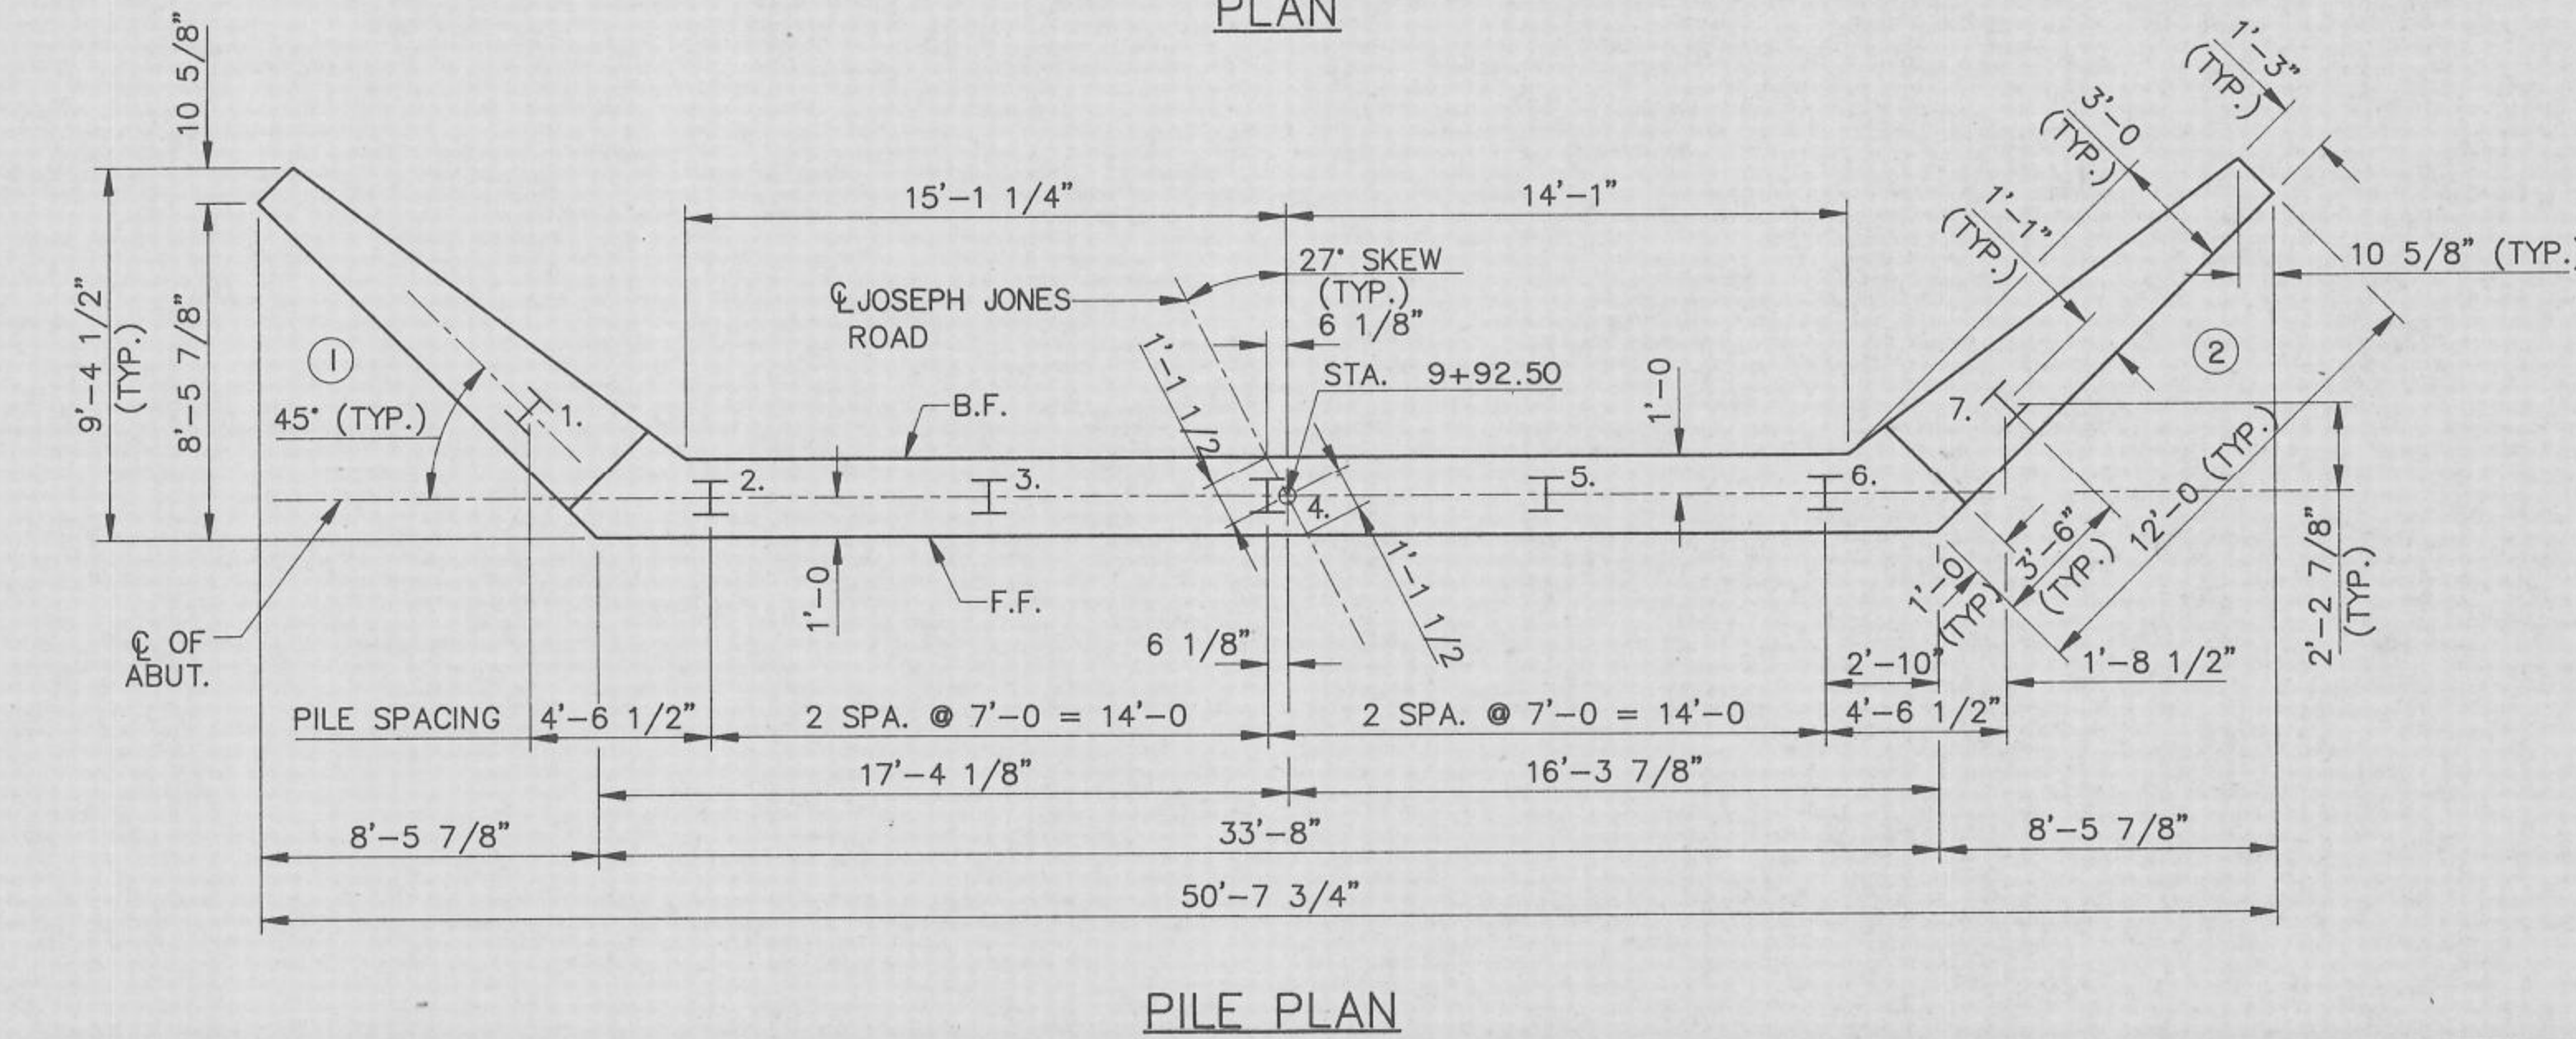 PLAN
10 5/8"
1'-3"
(TYP.)
3'-0
(TYP.)
1'-1"
(TYP.)
15'-1 1/4"
14'-1"
27° SKEW
(TYP.)
6 1/8"
10 5/8" (TYP.)
℄ JOSEPH JONES
ROAD
9'-4 1/2"
(TYP.)
8'-5 7/8"
1
2
45° (TYP.)
1'-1 1/2
STA. 9+92.50
1'-0
B.F.
1.
2.
3.
4.
5.
6.
7.
12'-0 (TYP.)
1'-0
F.F.
1'-1 1/2
1'-0
(TYP.)
3'-6"
(TYP.)
2'-2 7/8"
(TYP.)
℄ OF
ABUT.
6 1/8"
2'-10"
1'-8 1/2"
PILE SPACING
4'-6 1/2"
2 SPA. @ 7'-0 = 14'-0
2 SPA. @ 7'-0 = 14'-0
4'-6 1/2"
17'-4 1/8"
16'-3 7/8"
8'-5 7/8"
33'-8"
8'-5 7/8"
50'-7 3/4"
PILE PLAN